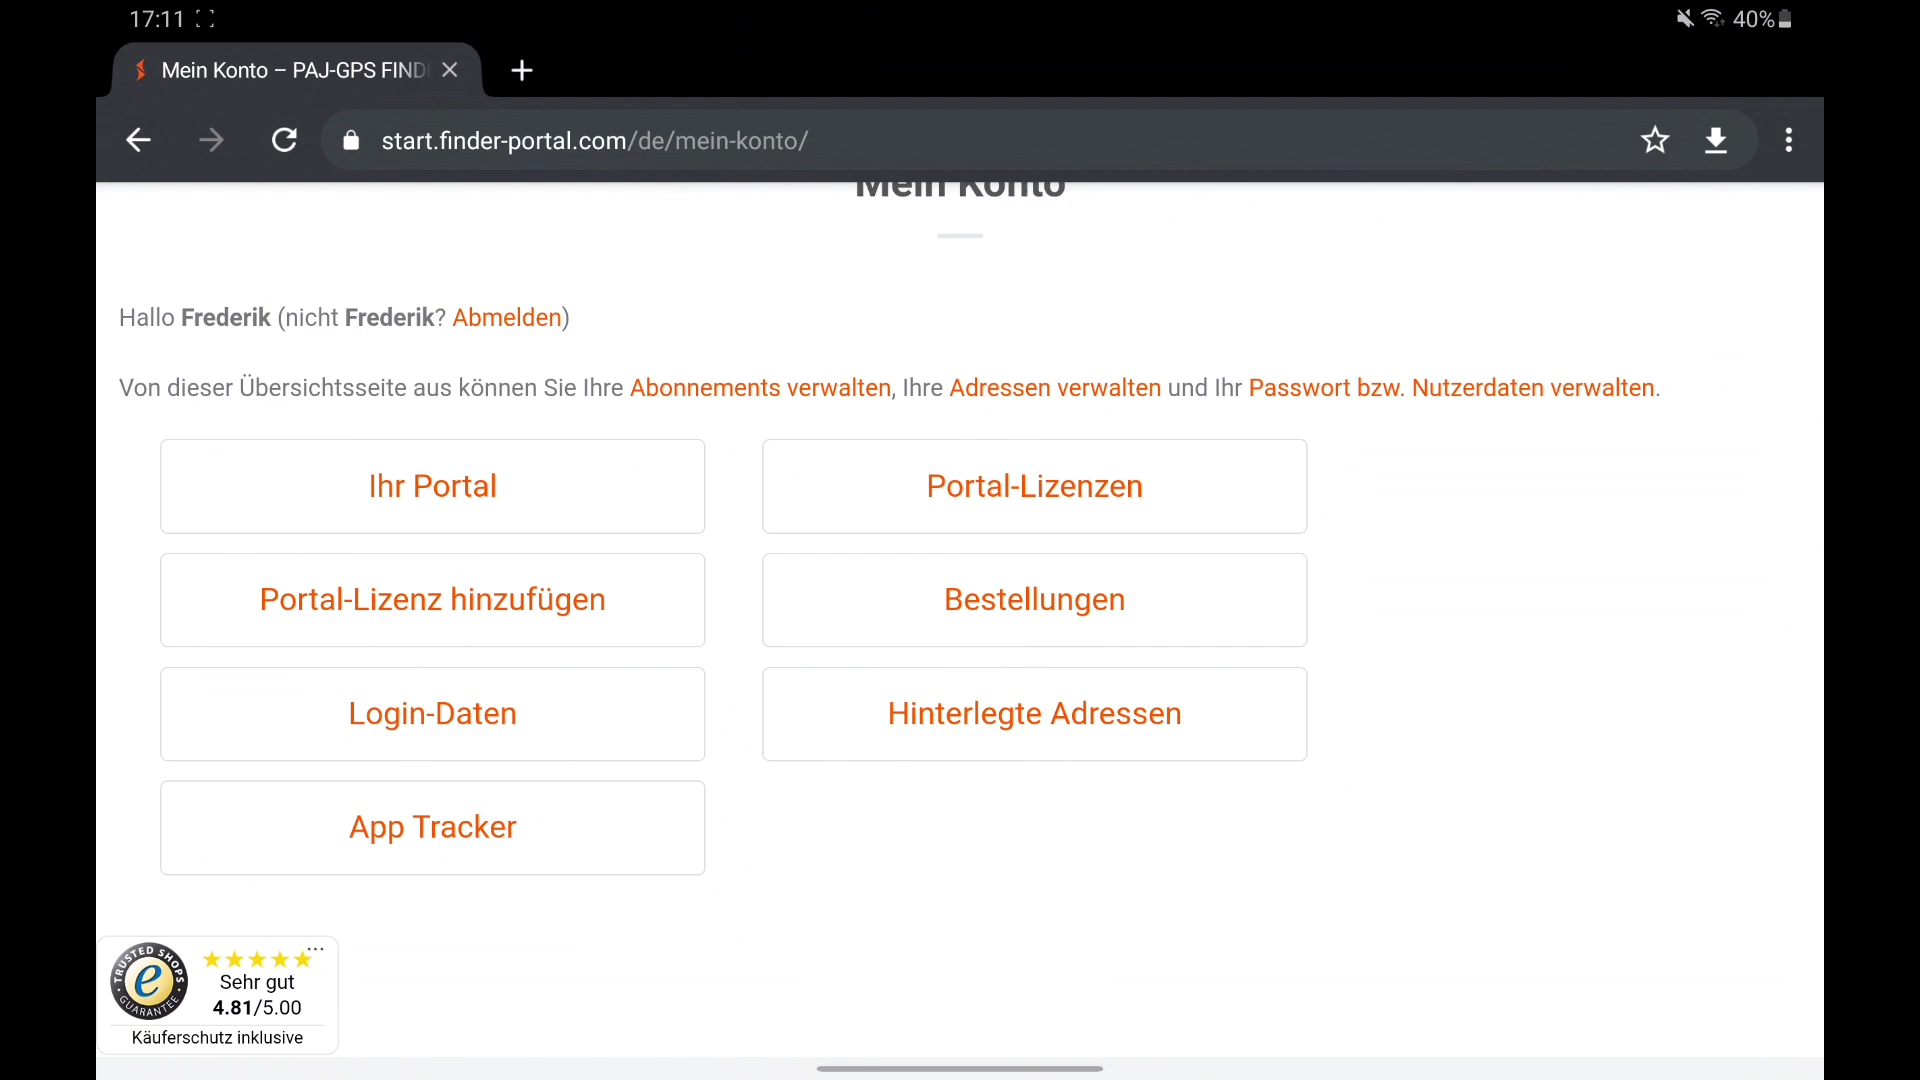 17:11
40%
Mein Konto – PAJ-GPS FIND
start.finder-portal.com/de/mein-konto/
Mein Konto
Hallo Frederik (nicht Frederik? Abmelden)
Von dieser Übersichtsseite aus können Sie Ihre Abonnements verwalten, Ihre Adressen verwalten und Ihr Passwort bzw. Nutzerdaten verwalten.
Ihr Portal
Portal-Lizenzen
Portal-Lizenz hinzufügen
Bestellungen
Login-Daten
Hinterlegte Adressen
App Tracker
TRUSTED SHOPS
e
GUARANTEE
Sehr gut
4.81/5.00
Käuferschutz inklusive